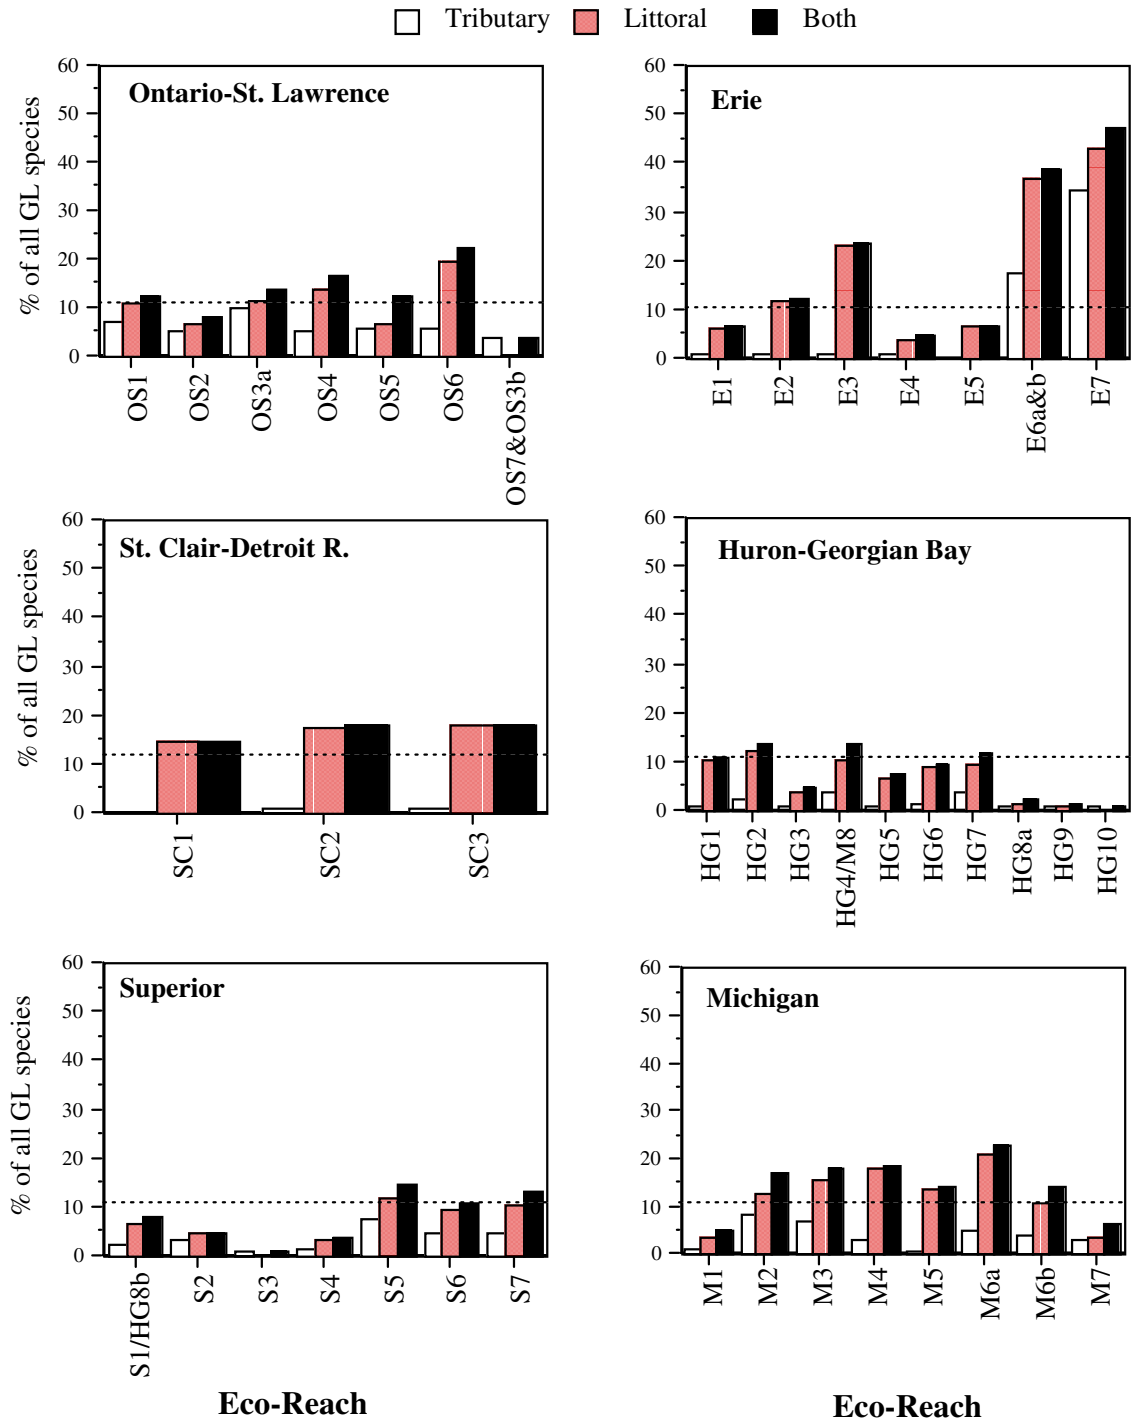 Tributary Littoral Both
Ontario-St. Lawrence
% of all GL species
60
50
40
30
20
10
0
OS1 OS2 OS3a OS4 OS5 OS6 OS7&OS3b
Erie
60
50
40
30
20
10
0
E1 E2 E3 E4 E5 E6a&b E7
St. Clair-Detroit R.
% of all GL species
60
50
40
30
20
10
0
SC1 SC2 SC3
Huron-Georgian Bay
60
50
40
30
20
10
0
HG1 HG2 HG3 HG4/M8 HG5 HG6 HG7 HG8a HG9 HG10
Superior
% of all GL species
60
50
40
30
20
10
0
S1/HG8b S2 S3 S4 S5 S6 S7
Eco-Reach
Michigan
60
50
40
30
20
10
0
M1 M2 M3 M4 M5 M6a M6b M7
Eco-Reach